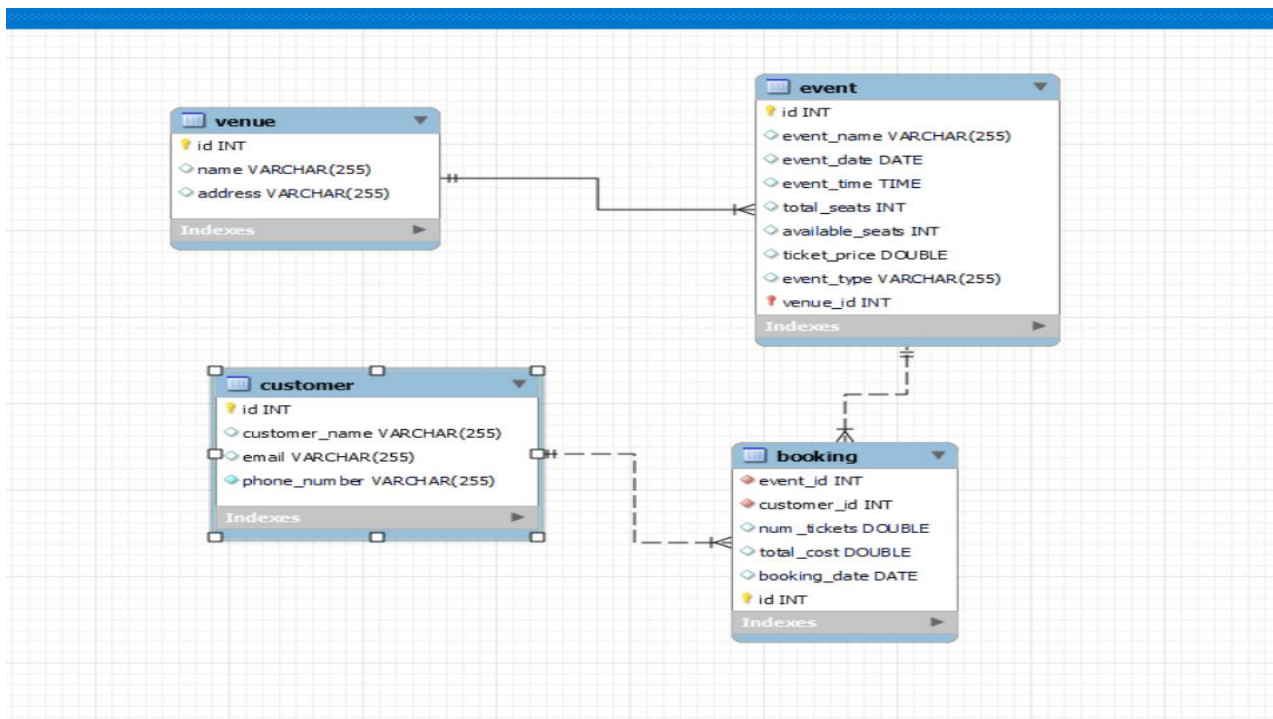 venue
id INT
name VARCHAR(255)
address VARCHAR(255)
Indexes
event
id INT
event_name VARCHAR(255)
event_date DATE
event_time TIME
total_seats INT
available_seats INT
ticket_price DOUBLE
event_type VARCHAR(255)
venue_id INT
Indexes
customer
id INT
customer_name VARCHAR(255)
email VARCHAR(255)
phone_number VARCHAR(255)
Indexes
booking
event_id INT
customer_id INT
num_tickets DOUBLE
total_cost DOUBLE
booking_date DATE
id INT
Indexes